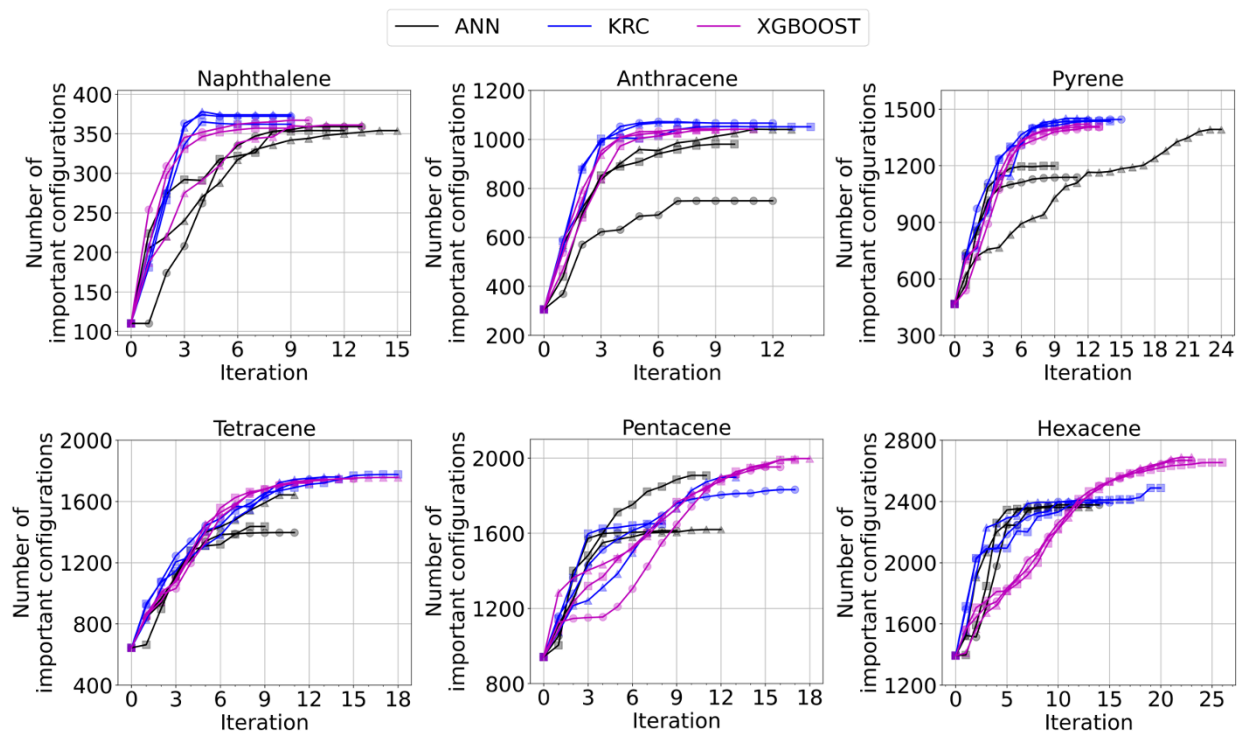 ANN KRC XGBOOST
Naphthalene
Number of
important configurations
400
350
300
250
200
150
100
0 3 6 9 12 15
Iteration
Anthracene
Number of
important configurations
1200
1000
800
600
400
200
0 3 6 9 12
Iteration
Pyrene
Number of
important configurations
1500
1200
900
600
300
0 3 6 9 12 15 18 21 24
Iteration
Tetracene
Number of
important configurations
2000
1600
1200
800
400
0 3 6 9 12 15 18
Iteration
Pentacene
Number of
important configurations
2000
1600
1200
800
0 3 6 9 12 15 18
Iteration
Hexacene
Number of
important configurations
2800
2400
2000
1600
1200
0 5 10 15 20 25
Iteration